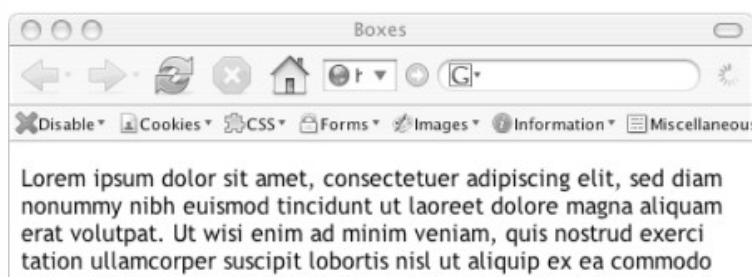 Boxes
G
Disable Cookies CSS Forms Images Information Miscellaneous
Lorem ipsum dolor sit amet, consectetuer adipiscing elit, sed diam
nonummy nibh euismod tincidunt ut laoreet dolore magna aliquam
erat volutpat. Ut wisi enim ad minim veniam, quis nostrud exerci
tation ullamcorper suscipit lobortis nisl ut aliquip ex ea commodo